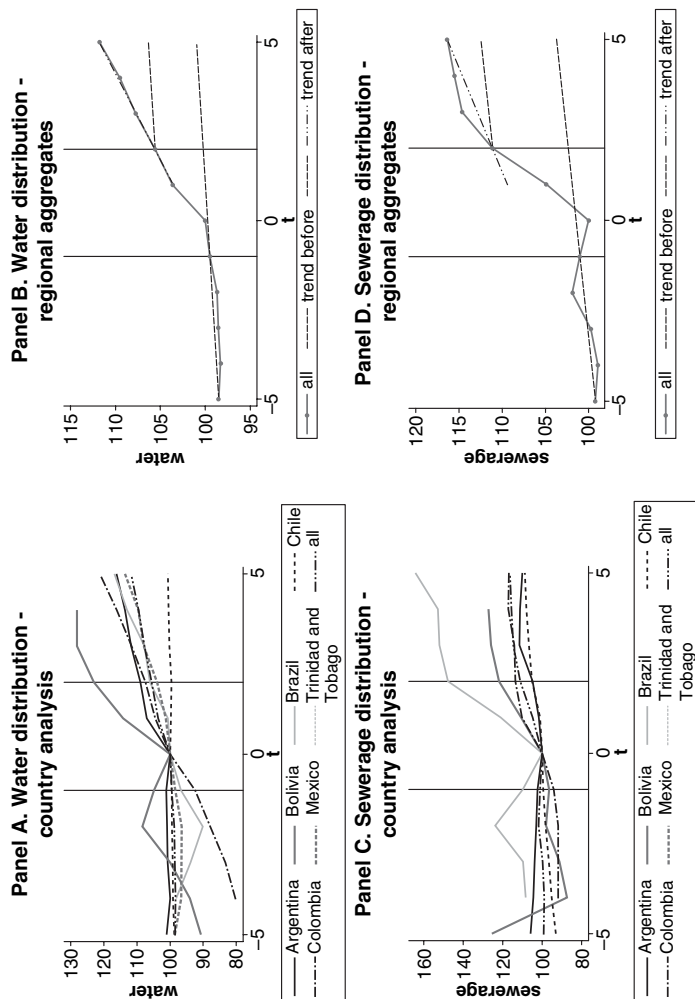 Panel A. Water distribution -
country analysis
130
120
110
100
90
80
water
−5
0
5
t
Argentina Bolivia Brazil Chile
Colombia Mexico Trinidad and all
Tobago
Panel B. Water distribution -
regional aggregates
115
110
105
100
95
water
−5
0
5
t
all trend before trend after
Panel C. Sewerage distribution -
country analysis
160
140
120
100
80
sewerage
−5
0
5
t
Argentina Bolivia Brazil Chile
Colombia Mexico Trinidad and all
Tobago
Panel D. Sewerage distribution -
regional aggregates
120
115
110
105
100
sewerage
−5
0
5
t
all trend before trend after